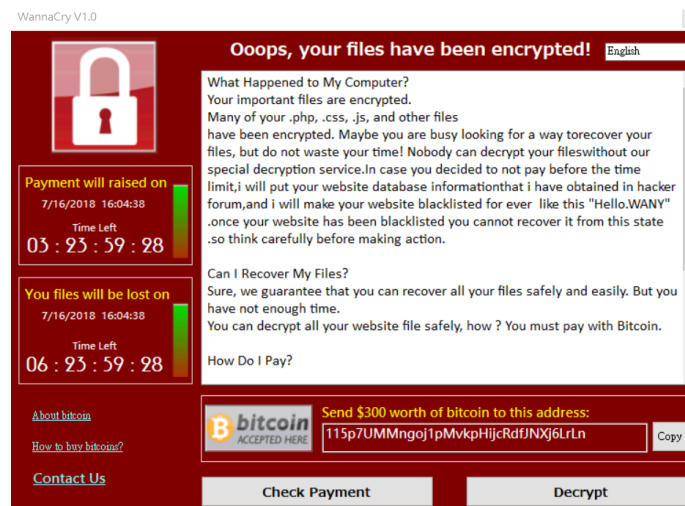 WannaCry V1.0
Ooops, your files have been encrypted!
English
What Happened to My Computer?
Your important files are encrypted.
Many of your .php, .css, .js, and other files
have been encrypted. Maybe you are busy looking for a way torecover your
files, but do not waste your time! Nobody can decrypt your fileswithout our
special decryption service.In case you decided to not pay before the time
limit,i will put your website database informationthat i have obtained in hacker
forum,and i will make your website blacklisted for ever like this "Hello.WANY"
.once your website has been blacklisted you cannot recover it from this state
.so think carefully before making action.
Can I Recover My Files?
Sure, we guarantee that you can recover all your files safely and easily. But you
have not enough time.
You can decrypt all your website file safely, how ? You must pay with Bitcoin.
How Do I Pay?
Payment will raised on
7/16/2018 16:04:38
Time Left
03 : 23 : 59 : 28
You files will be lost on
7/16/2018 16:04:38
Time Left
06 : 23 : 59 : 28
About bitcoin
How to buy bitcoins?
Contact Us
bitcoin
ACCEPTED HERE
Send $300 worth of bitcoin to this address:
115p7UMMngoj1pMvkpHijcRdfJNXj6LrLn
Copy
Check Payment
Decrypt